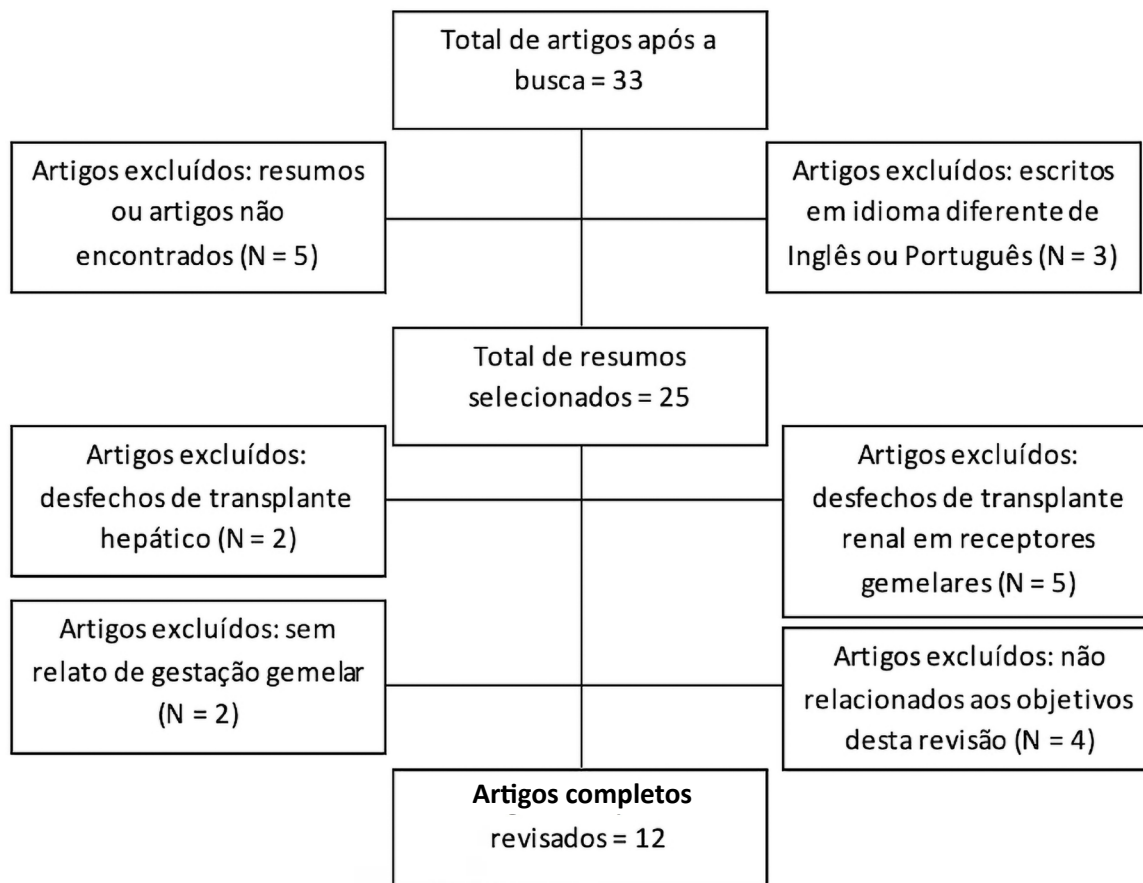 Total de artigos após a
busca = 33
Artigos excluídos: resumos
ou artigos não
encontrados (N = 5)
Artigos excluídos: escritos
em idioma diferente de
Inglês ou Português (N = 3)
Total de resumos
selecionados = 25
Artigos excluídos:
desfechos de transplante
hepático (N = 2)
Artigos excluídos:
desfechos de transplante
renal em receptores
gemelares (N = 5)
Artigos excluídos: sem
relato de gestação gemelar
(N = 2)
Artigos excluídos: não
relacionados aos objetivos
desta revisão (N = 4)
Artigos completos
revisados = 12